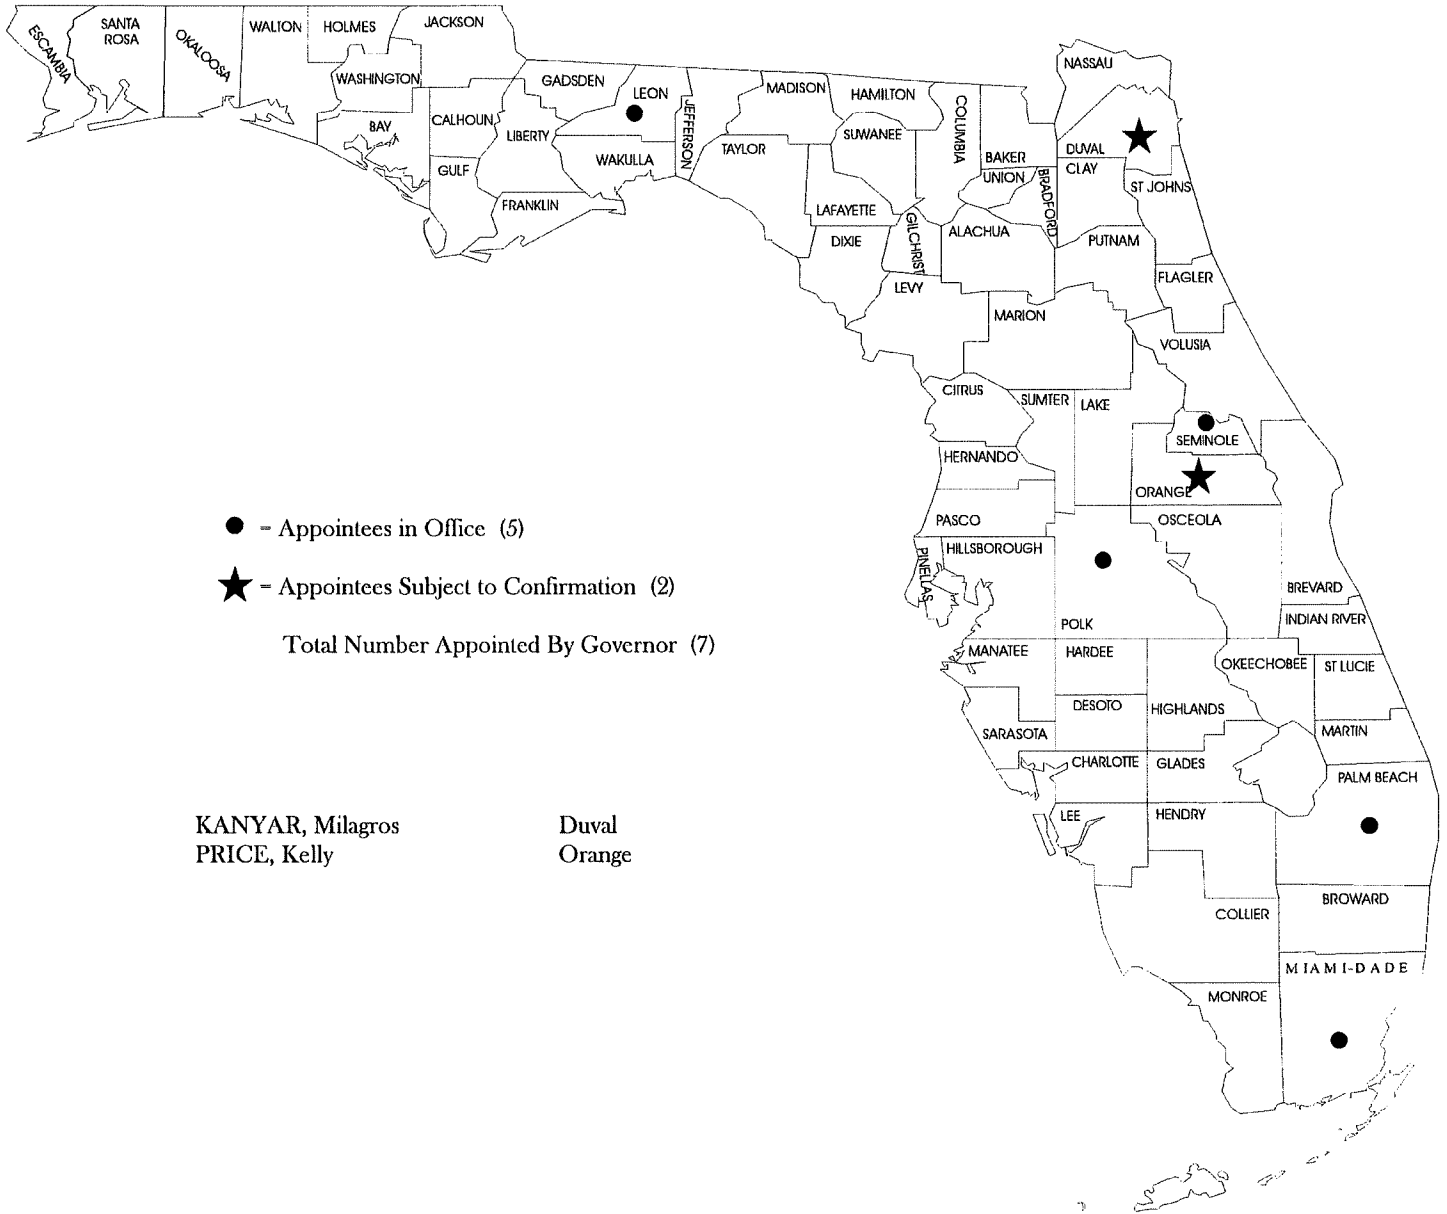 ESCAMBIA
SANTA
ROSA
OKALOOSA
WALTON
HOLMES
JACKSON
WASHINGTON
BAY
CALHOUN
GULF
GADSDEN
LIBERTY
FRANKLIN
LEON
WAKULLA
JEFFERSON
MADISON
TAYLOR
HAMILTON
SUWANEE
LAFAYETTE
DIXIE
COLUMBIA
GILCHRIST
BAKER
UNION
BRADFORD
ALACHUA
LEVY
NASSAU
DUVAL
CLAY
ST JOHNS
PUTNAM
FLAGLER
MARION
VOLUSIA
CITRUS
SUMTER
LAKE
SEMINOLE
HERNANDO
ORANGE
PASCO
OSCEOLA
PINELLAS
HILLSBOROUGH
POLK
BREVARD
INDIAN RIVER
MANATEE
HARDEE
OKEECHOBEE
ST LUCIE
DESOTO
HIGHLANDS
SARASOTA
MARTIN
CHARLOTTE
GLADES
PALM BEACH
LEE
HENDRY
BROWARD
COLLIER
MIAMI-DADE
MONROE
= Appointees in Office (5)
= Appointees Subject to Confirmation (2)
Total Number Appointed By Governor (7)
KANYAR, Milagros Duval
PRICE, Kelly Orange